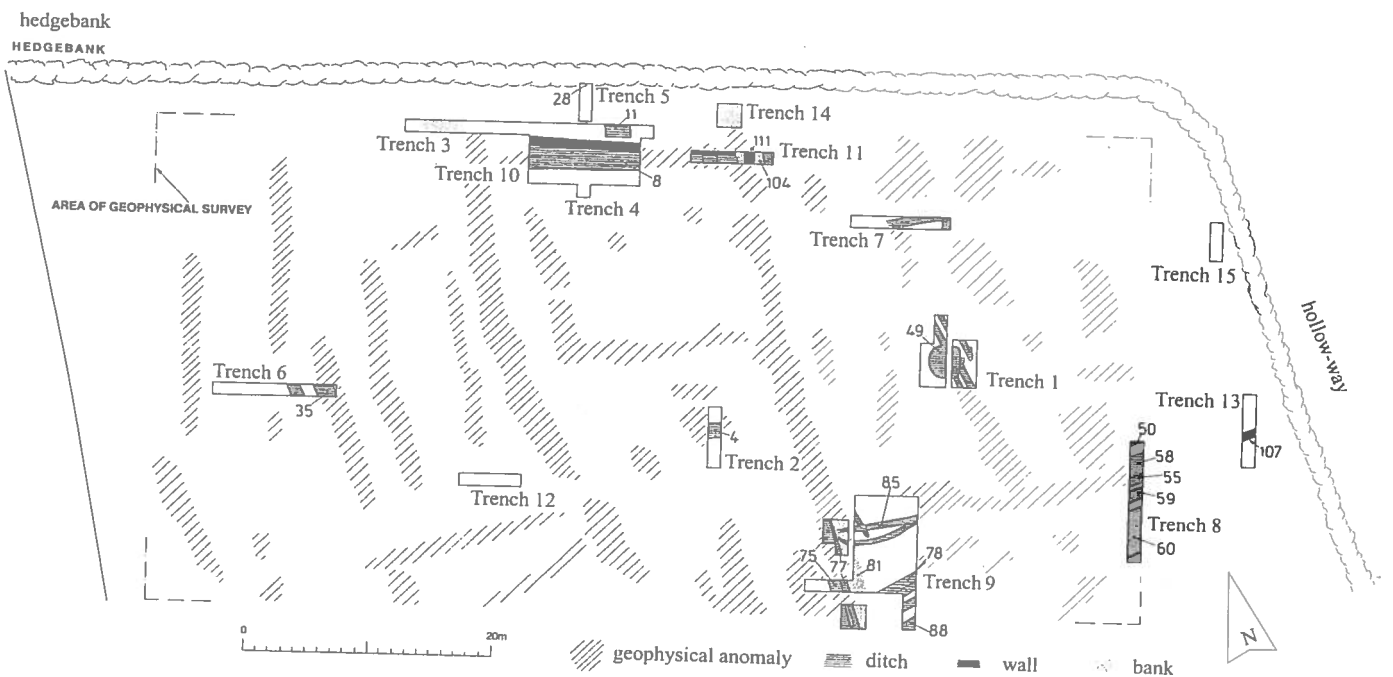 hedgebank
HEDGEBANK
28
Trench 5
11
Trench 14
Trench 3
111
Trench 11
Trench 10
8
104
AREA OF GEOPHYSICAL SURVEY
Trench 4
Trench 7
Trench 15
49
hollow-way
Trench 6
Trench 1
35
Trench 13
4
50
107
Trench 2
58
55
Trench 12
85
59
Trench 8
75
77
81
78
60
Trench 9
88
N
0
20m
geophysical anomaly
ditch
wall
bank